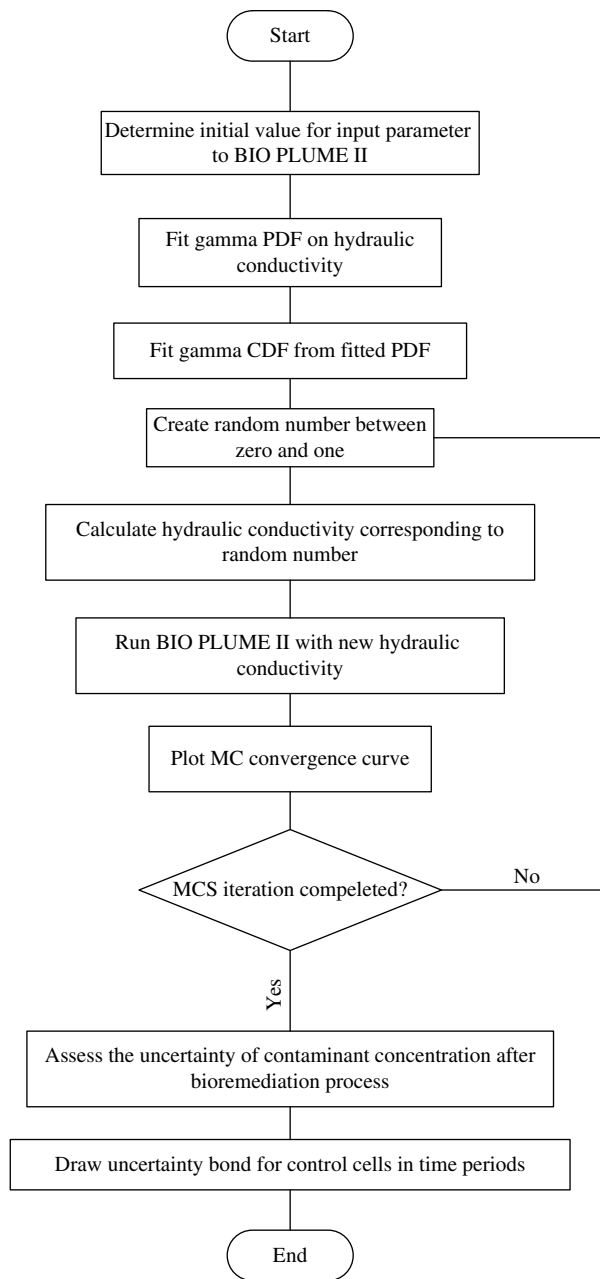 Start
Determine initial value for input parameter
to BIO PLUME II
Fit gamma PDF on hydraulic
conductivity
Fit gamma CDF from fitted PDF
Create random number between
zero and one
Calculate hydraulic conductivity corresponding to
random number
Run BIO PLUME II with new hydraulic
conductivity
Plot MC convergence curve
MCS iteration compeleted?
No
Yes
Assess the uncertainty of contaminant concentration after
bioremediation process
Draw uncertainty bond for control cells in time periods
End